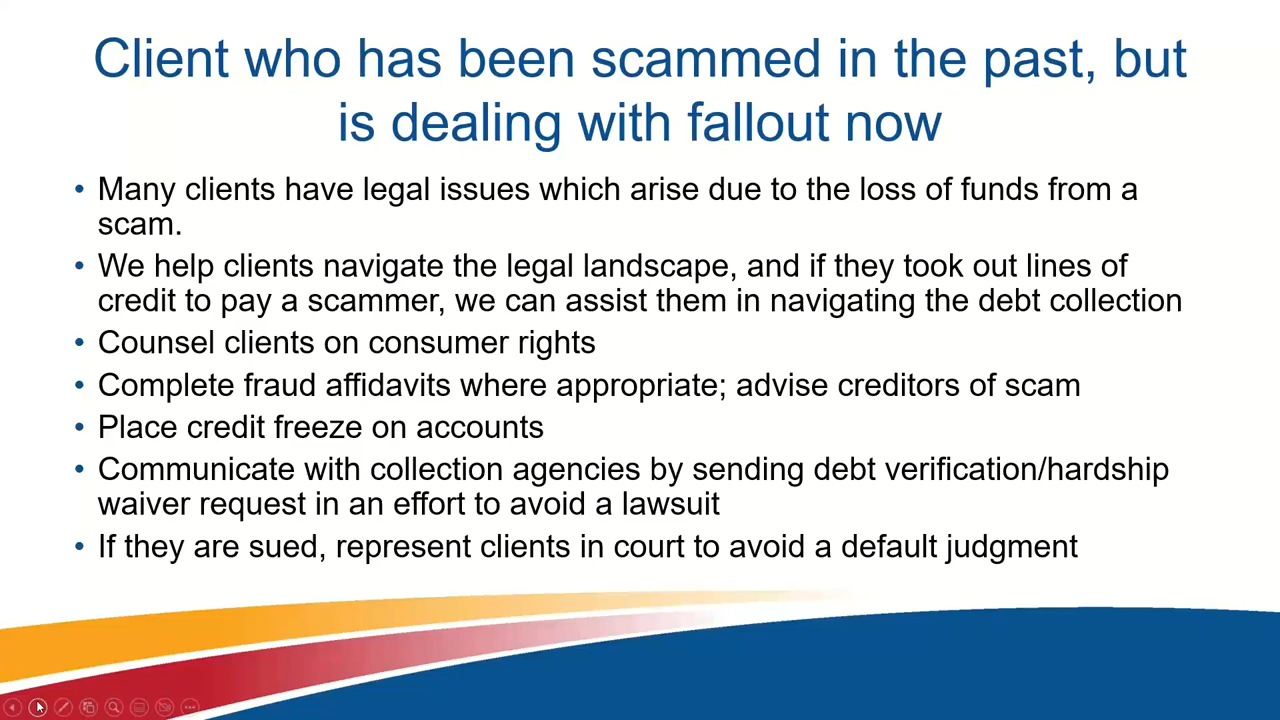 Client who has been scammed in the past, but
is dealing with fallout now
• Many clients have legal issues which arise due to the loss of funds from a
scam.
• We help clients navigate the legal landscape, and if they took out lines of
credit to pay a scammer, we can assist them in navigating the debt collection
• Counsel clients on consumer rights
• Complete fraud affidavits where appropriate; advise creditors of scam
• Place credit freeze on accounts
• Communicate with collection agencies by sending debt verification/hardship
waiver request in an effort to avoid a lawsuit
• If they are sued, represent clients in court to avoid a default judgment